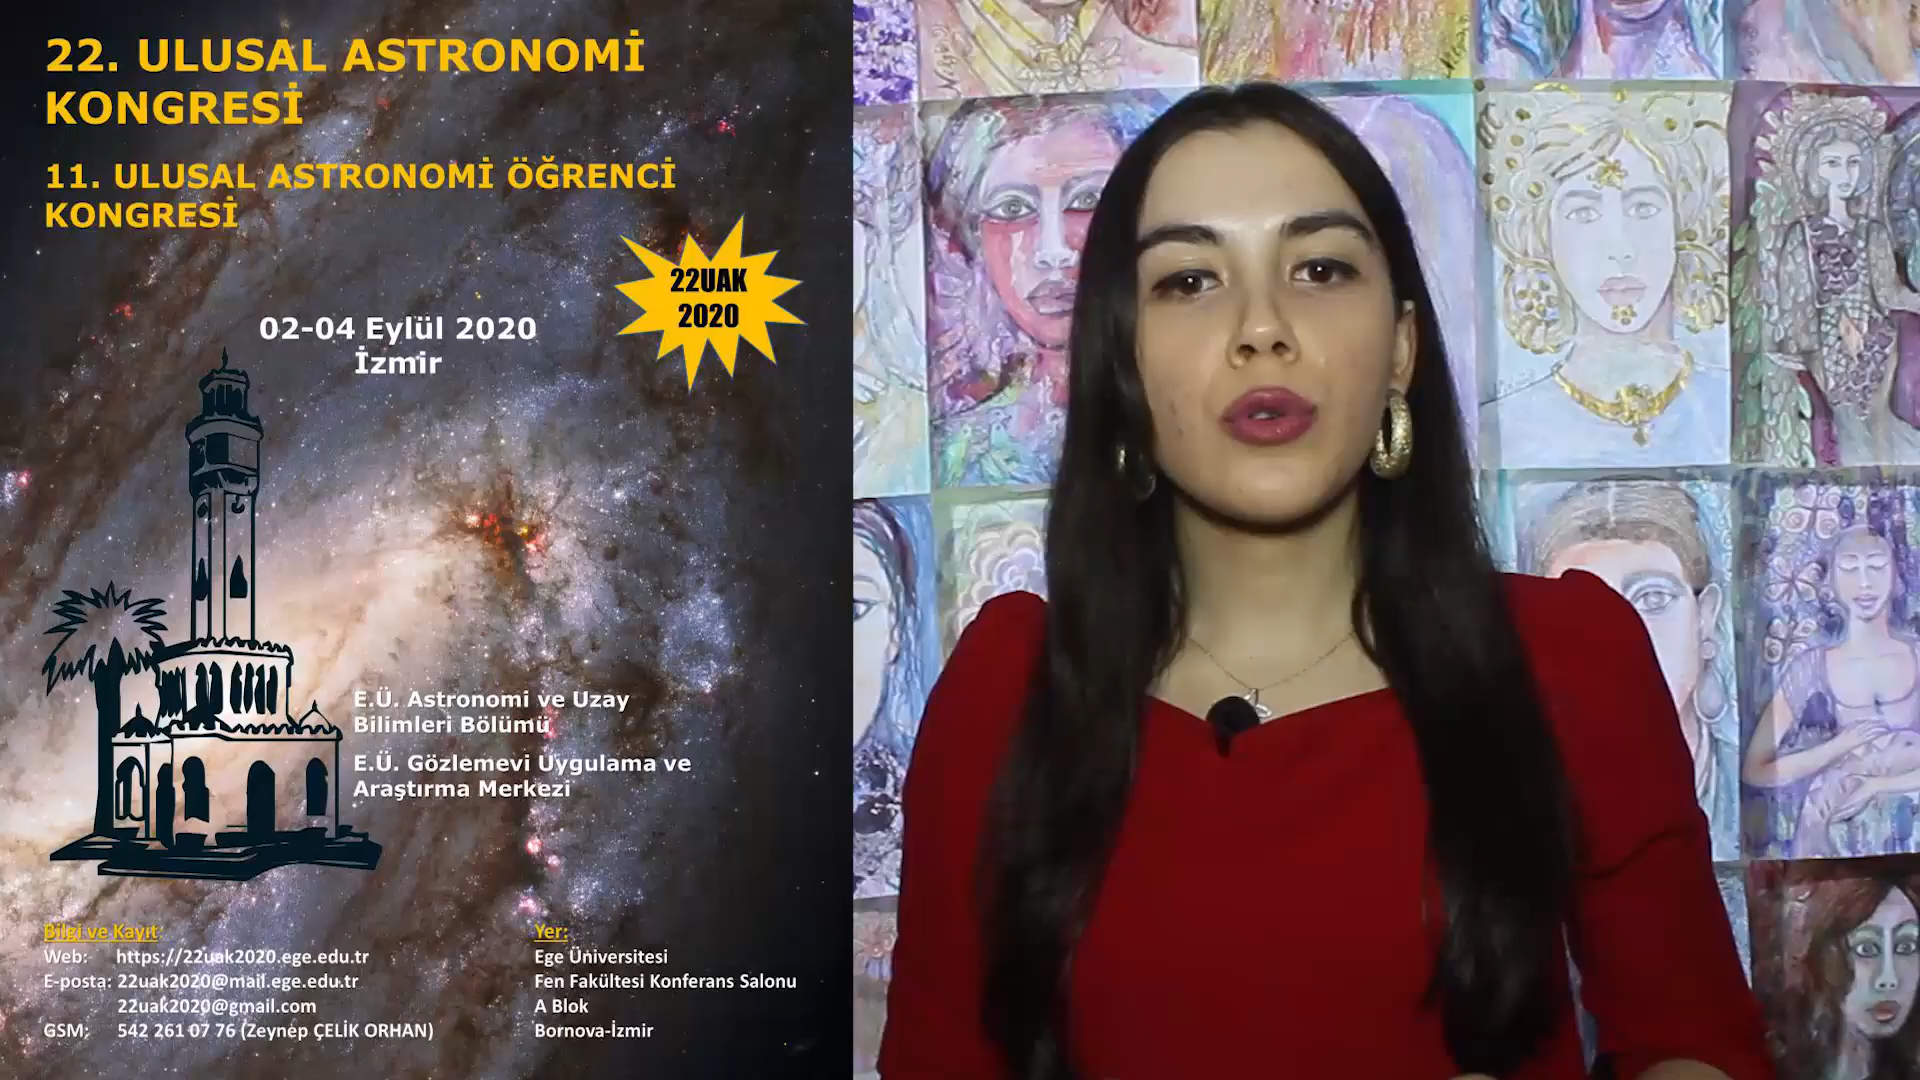 22. ULUSAL ASTRONOMİ
KONGRESİ
11. ULUSAL ASTRONOMİ ÖĞRENCİ
KONGRESİ
22UAK
2020
02-04 Eylül 2020
İzmir
E.Ü. Astronomi ve Uzay
Bilimleri Bölümü
E.Ü. Gözlemevi Uygulama ve
Araştırma Merkezi
Bilgi ve Kayıt
Web: https://22uak2020.ege.edu.tr
E-posta: 22uak2020@mail.ege.edu.tr
22uak2020@gmail.com
GSM: 542 261 07 76 (Zeynep ÇELİK ORHAN)
Yer:
Ege Üniversitesi
Fen Fakültesi Konferans Salonu
A Blok
Bornova-İzmir